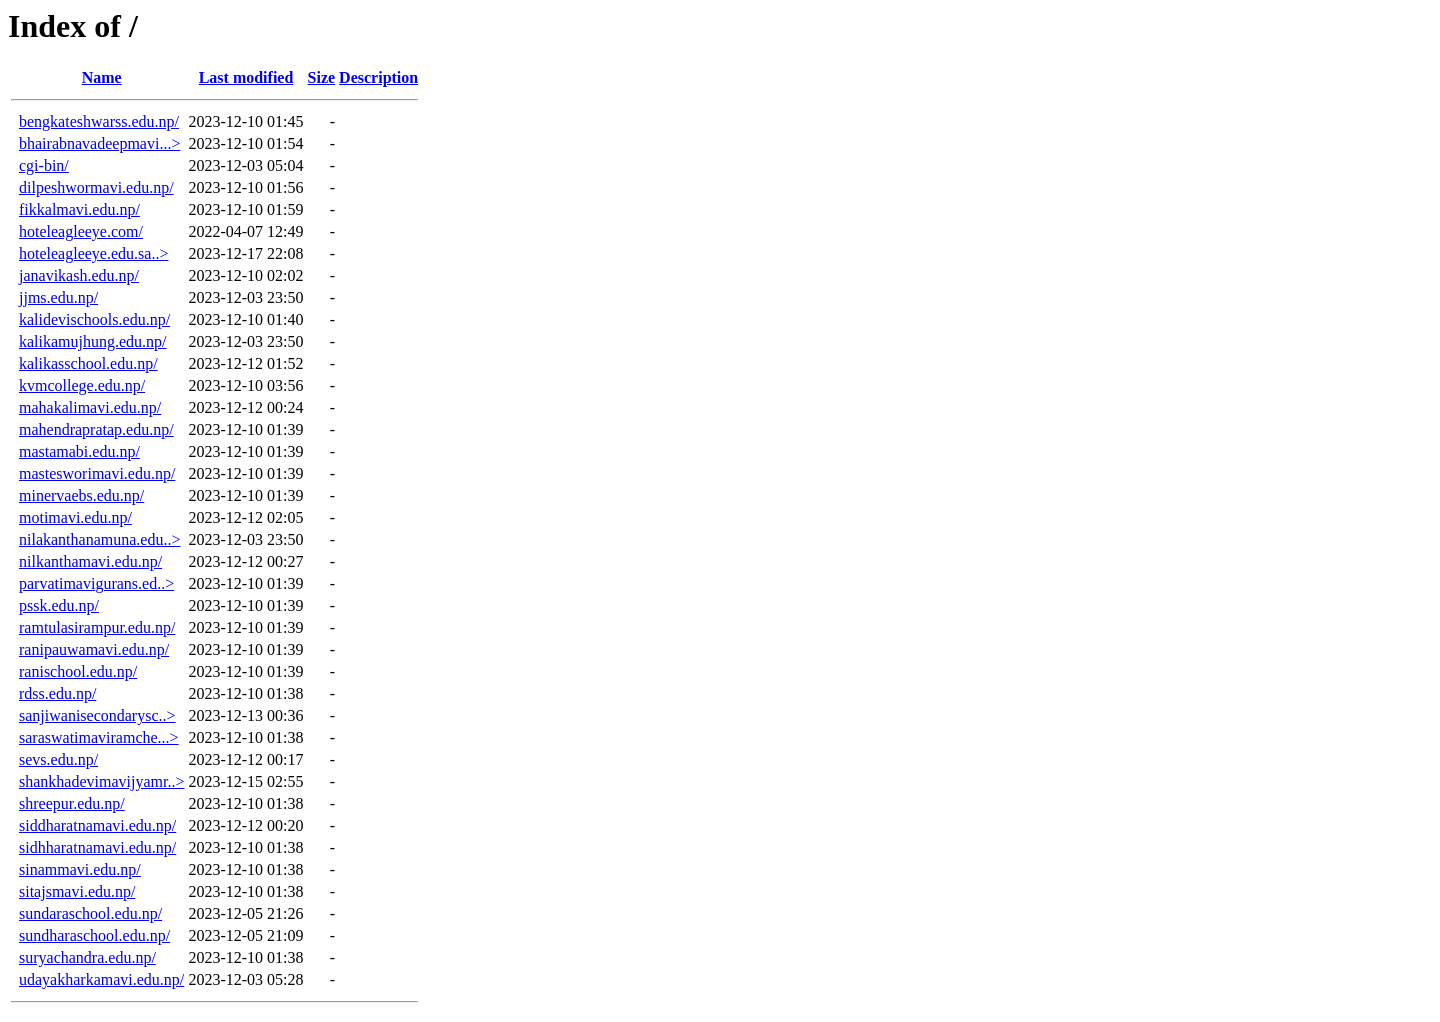 Index of /
Name Last modified Size Description
bengkateshwarss.edu.np/ 2023-12-10 01:45 -
bhairabnavadeepmavi...> 2023-12-10 01:54 -
cgi-bin/ 2023-12-03 05:04 -
dilpeshwormavi.edu.np/ 2023-12-10 01:56 -
fikkalmavi.edu.np/ 2023-12-10 01:59 -
hoteleagleeye.com/ 2022-04-07 12:49 -
hoteleagleeye.edu.sa..> 2023-12-17 22:08 -
janavikash.edu.np/ 2023-12-10 02:02 -
jjms.edu.np/ 2023-12-03 23:50 -
kalidevischools.edu.np/ 2023-12-10 01:40 -
kalikamujhung.edu.np/ 2023-12-03 23:50 -
kalikasschool.edu.np/ 2023-12-12 01:52 -
kvmcollege.edu.np/ 2023-12-10 03:56 -
mahakalimavi.edu.np/ 2023-12-12 00:24 -
mahendrapratap.edu.np/ 2023-12-10 01:39 -
mastamabi.edu.np/ 2023-12-10 01:39 -
mastesworimavi.edu.np/ 2023-12-10 01:39 -
minervaebs.edu.np/ 2023-12-10 01:39 -
motimavi.edu.np/ 2023-12-12 02:05 -
nilakanthanamuna.edu..> 2023-12-03 23:50 -
nilkanthamavi.edu.np/ 2023-12-12 00:27 -
parvatimavigurans.ed..> 2023-12-10 01:39 -
pssk.edu.np/ 2023-12-10 01:39 -
ramtulasirampur.edu.np/ 2023-12-10 01:39 -
ranipauwamavi.edu.np/ 2023-12-10 01:39 -
ranischool.edu.np/ 2023-12-10 01:39 -
rdss.edu.np/ 2023-12-10 01:38 -
sanjiwanisecondarysc..> 2023-12-13 00:36 -
saraswatimaviramche...> 2023-12-10 01:38 -
sevs.edu.np/ 2023-12-12 00:17 -
shankhadevimavijyamr..> 2023-12-15 02:55 -
shreepur.edu.np/ 2023-12-10 01:38 -
siddharatnamavi.edu.np/ 2023-12-12 00:20 -
sidhharatnamavi.edu.np/ 2023-12-10 01:38 -
sinammavi.edu.np/ 2023-12-10 01:38 -
sitajsmavi.edu.np/ 2023-12-10 01:38 -
sundaraschool.edu.np/ 2023-12-05 21:26 -
sundharaschool.edu.np/ 2023-12-05 21:09 -
suryachandra.edu.np/ 2023-12-10 01:38 -
udayakharkamavi.edu.np/ 2023-12-03 05:28 -